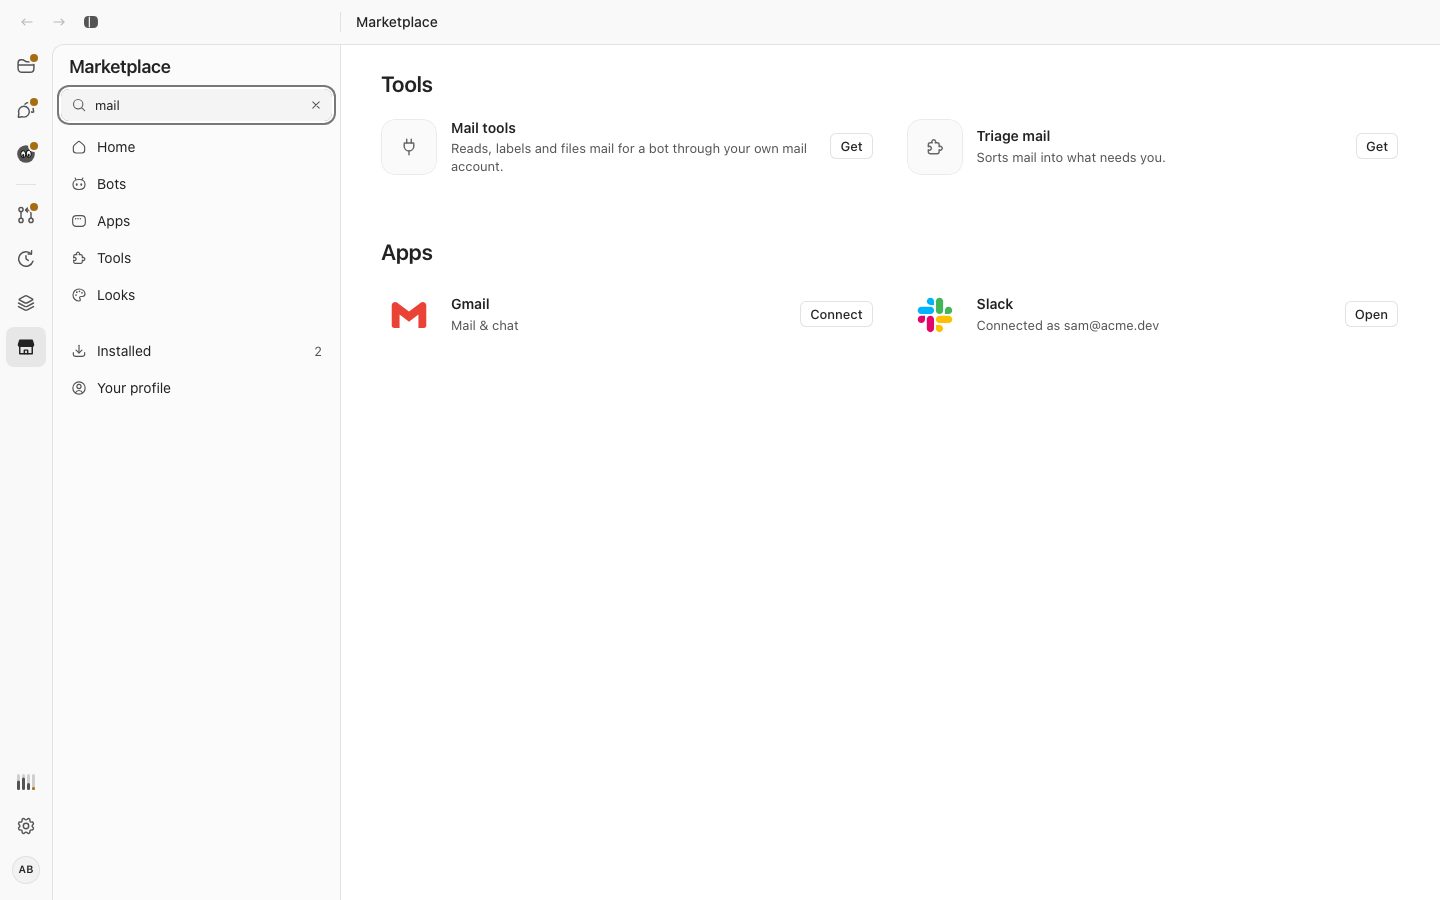 Marketplace
Marketplace
mail
Home
Bots
Apps
Tools
Looks
Installed 2
Your profile
AB
Tools
Mail tools
Reads, labels and files mail for a bot through your own mail
account.
Get
Triage mail
Sorts mail into what needs you.
Get
Apps
Gmail
Mail & chat
Connect
Slack
Connected as sam@acme.dev
Open